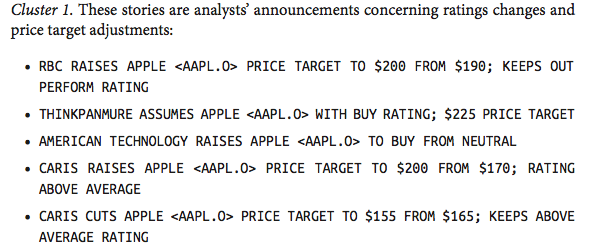 Cluster 1. These stories are analysts’ announcements concerning ratings changes and
price target adjustments:
• RBC RAISES APPLE <AAPL.O> PRICE TARGET TO $200 FROM $190; KEEPS OUT
PERFORM RATING
• THINKPANMURE ASSUMES APPLE <AAPL.O> WITH BUY RATING; $225 PRICE TARGET
• AMERICAN TECHNOLOGY RAISES APPLE <AAPL.O> TO BUY FROM NEUTRAL
• CARIS RAISES APPLE <AAPL.O> PRICE TARGET TO $200 FROM $170; RATING
ABOVE AVERAGE
• CARIS CUTS APPLE <AAPL.O> PRICE TARGET TO $155 FROM $165; KEEPS ABOVE
AVERAGE RATING